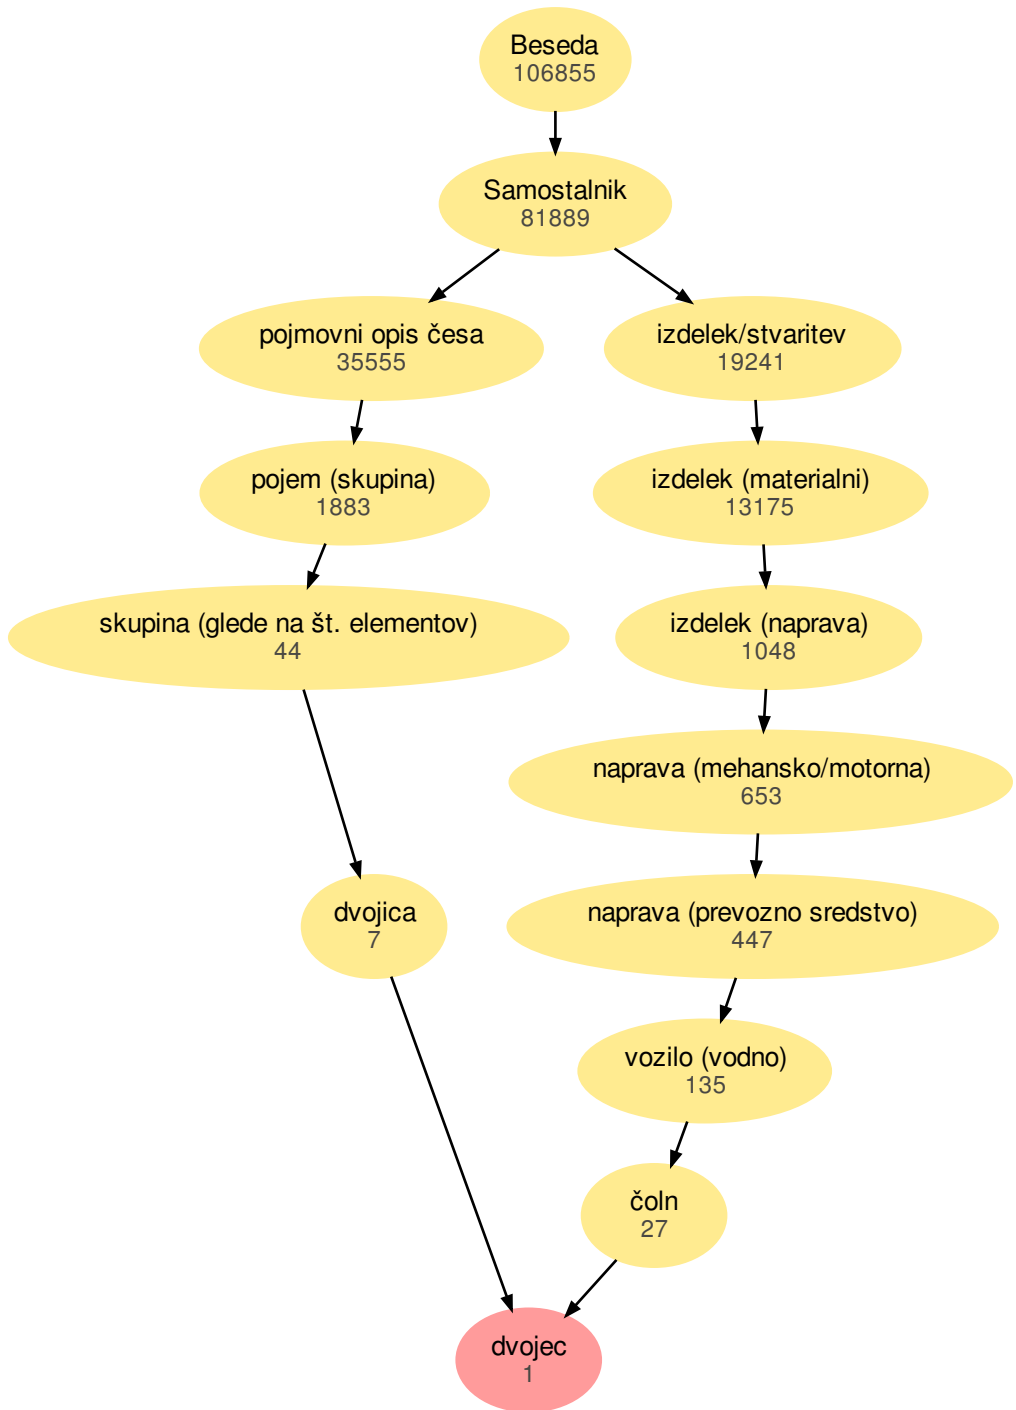 Beseda
106855
Samostalnik
81889
pojmovni opis česa
35555
izdelek/stvaritev
19241
pojem (skupina)
1883
izdelek (materialni)
13175
skupina (glede na št. elementov)
44
izdelek (naprava)
1048
naprava (mehansko/motorna)
653
dvojica
7
naprava (prevozno sredstvo)
447
vozilo (vodno)
135
čoln
27
dvojec
1